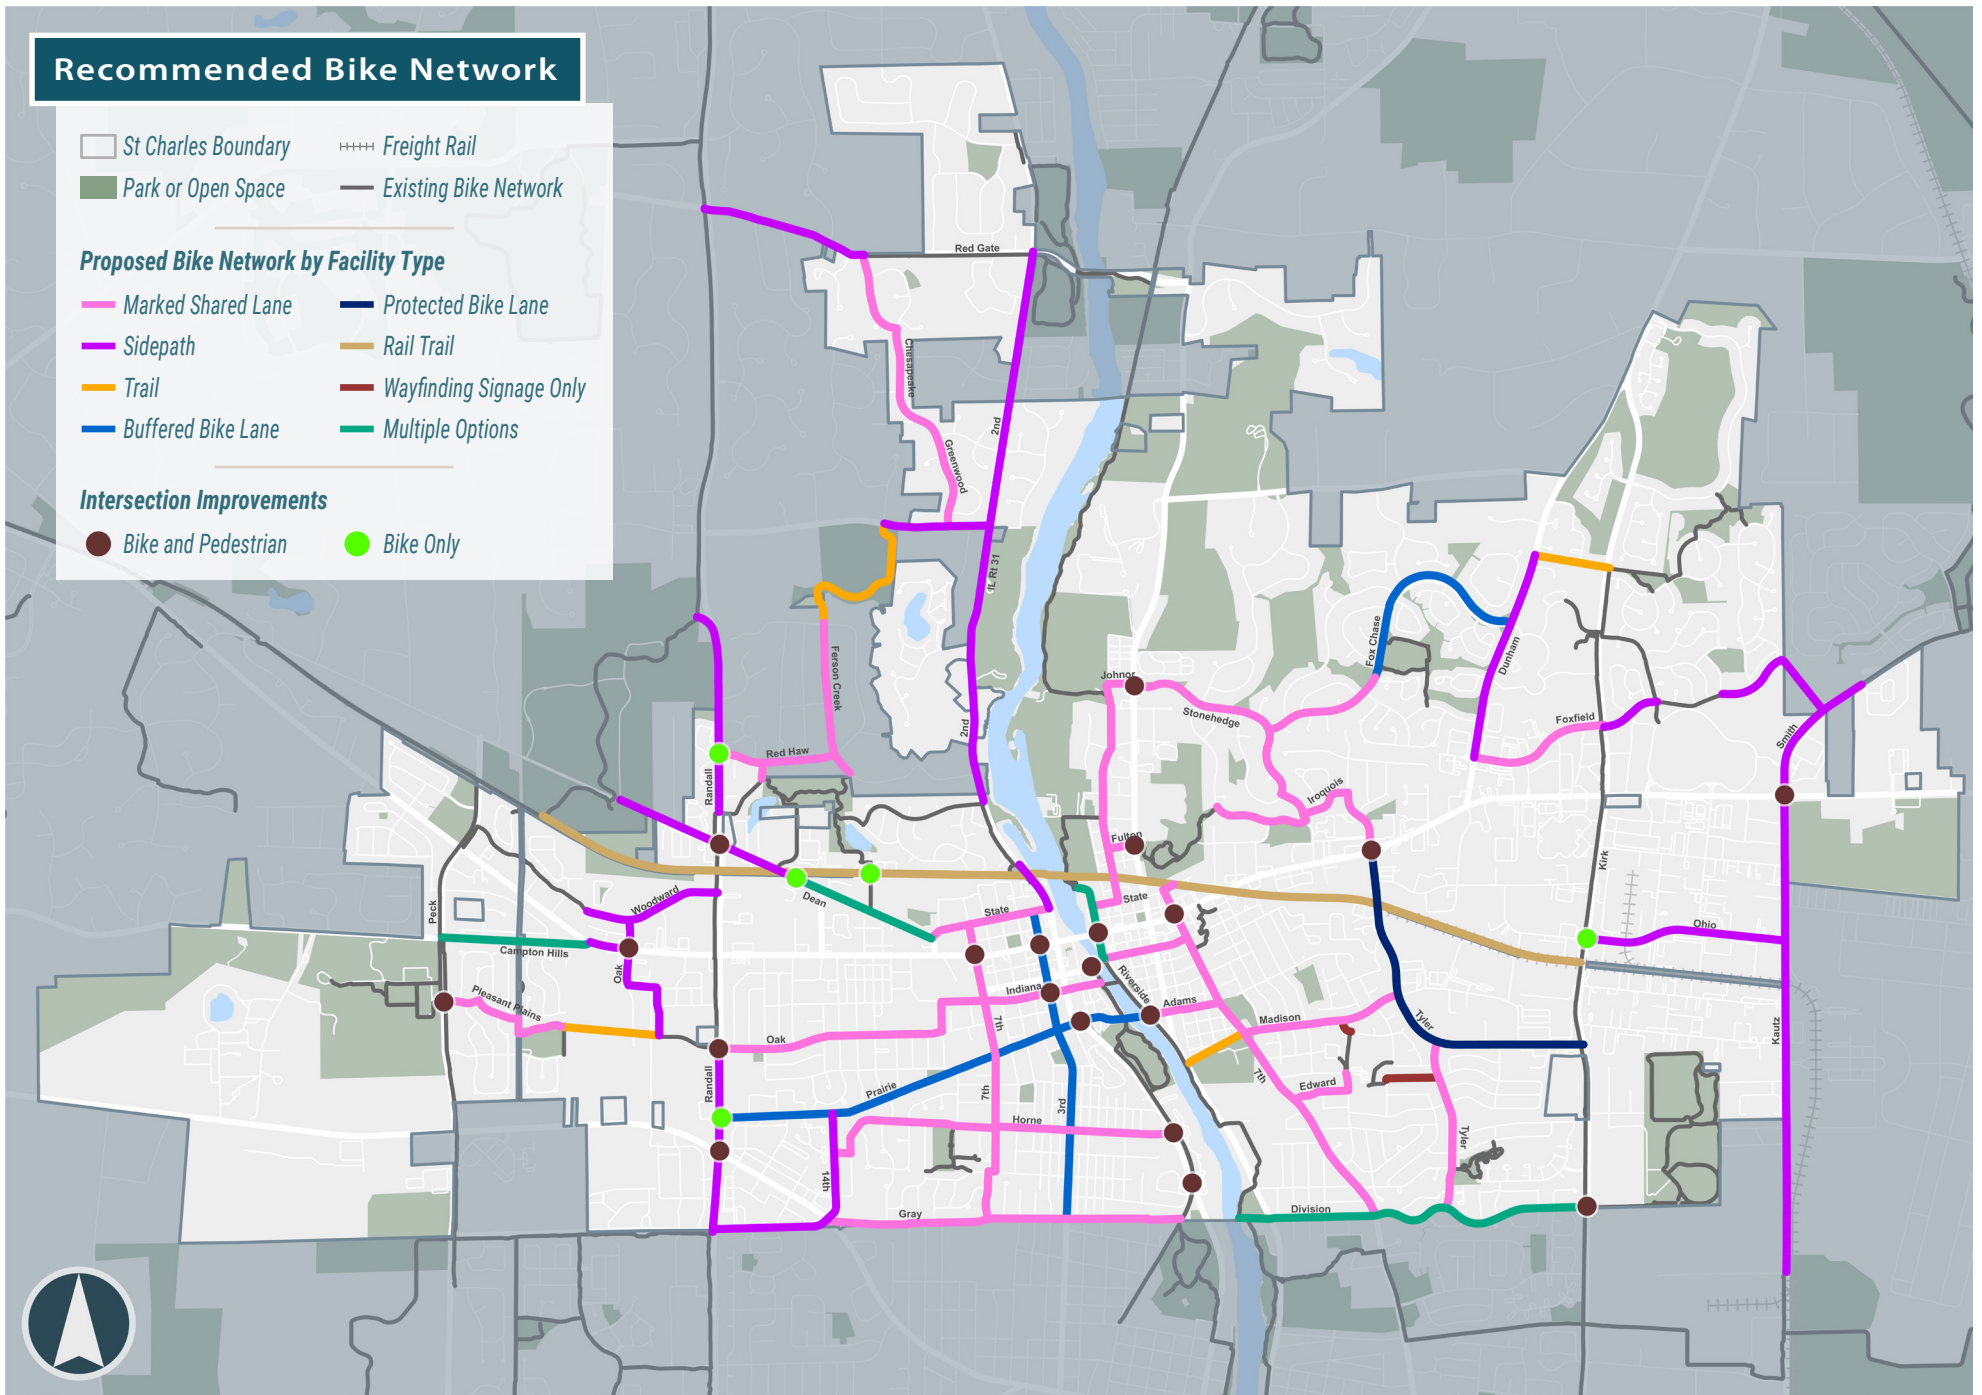 Recommended Bike Network
St Charles Boundary
Freight Rail
Park or Open Space
Existing Bike Network
Proposed Bike Network by Facility Type
Marked Shared Lane
Protected Bike Lane
Sidepath
Rail Trail
Trail
Wayfinding Signage Only
Buffered Bike Lane
Multiple Options
Intersection Improvements
Bike and Pedestrian
Bike Only
Red Gate
Chesapeake
2nd
Greenwood
IL Rt 31
Ferson Creek
Fox Chase
Dunham
Johnor
Stonehedge
Foxfield
2nd
Smith
Red Haw
Randall
Iroquois
Fulton
Kirk
Woodward
Dean
State
State
Peck
Ohio
Campton Hills
Oak
Pleasant Plains
Indiana
Riverside
Adams
7th
Madison
Tyler
Kautz
Oak
Randall
Prairie
7th
3rd
7th
Edward
Horne
Tyler
14th
Gray
Division